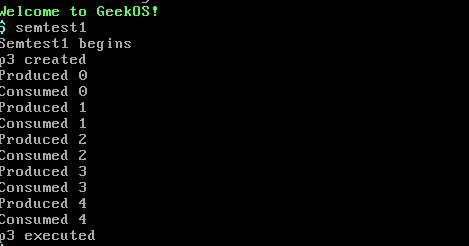 Welcome to GeekOS!
$ semtest1
Semtest1 begins
p3 created
Produced 0
Consumed 0
Produced 1
Consumed 1
Produced 2
Consumed 2
Produced 3
Consumed 3
Produced 4
Consumed 4
p3 executed